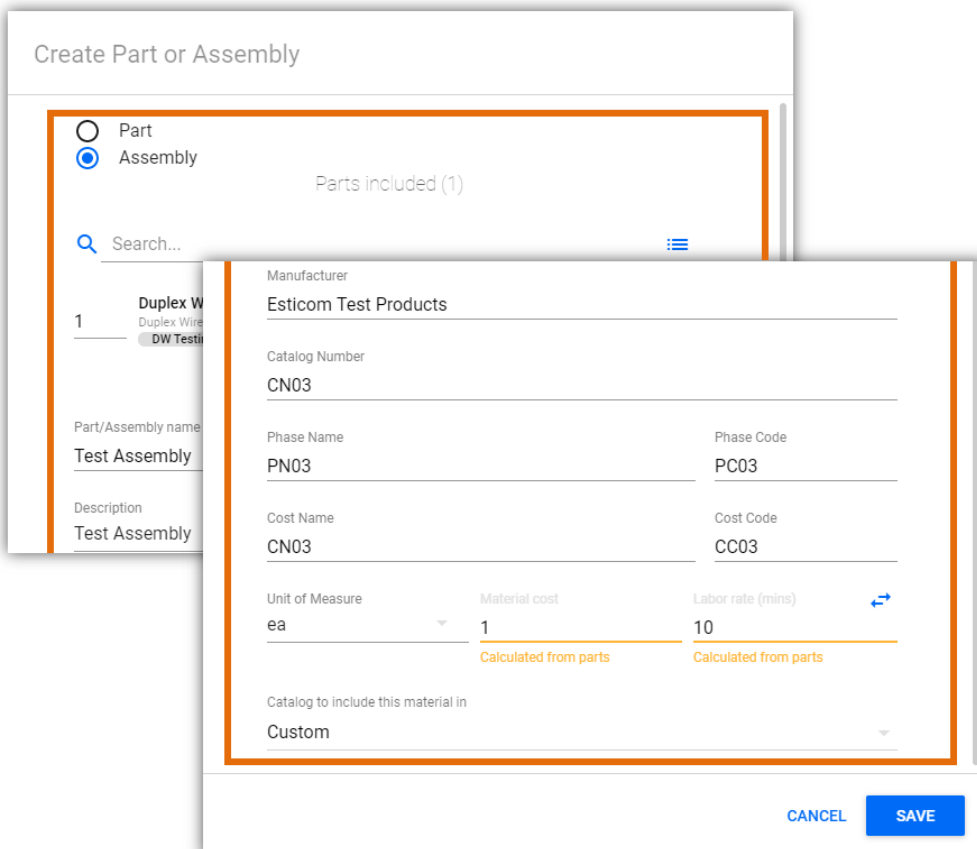 Create Part or Assembly
Part
Assembly
Parts included (1)
Search...
1
Duplex W
Duplex Wire
DW Testi
Part/Assembly name
Test Assembly
Description
Test Assembly
Manufacturer
Esticom Test Products
Catalog Number
CN03
Phase Name Phase Code
PN03 PC03
Cost Name Cost Code
CN03 CC03
Unit of Measure Material cost Labor rate (mins)
ea 1 10
Calculated from parts Calculated from parts
Catalog to include this material in
Custom
CANCEL SAVE